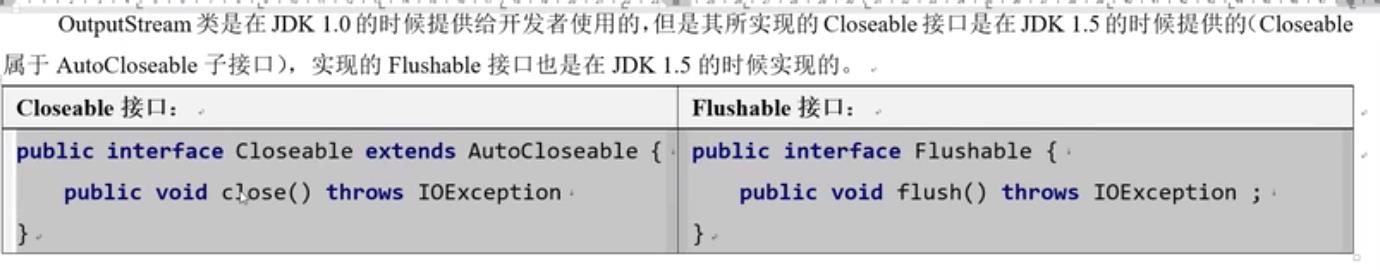 OutputStream 类是在 JDK 1.0 的时候提供给开发者使用的，但是其所实现的 Closeable 接口是在 JDK 1.5 的时候提供的（Closeable
属于 AutoCloseable 子接口），实现的 Flushable 接口也是在 JDK 1.5 的时候实现的。
Closeable 接口：
public interface Closeable extends AutoCloseable {
public void close() throws IOException
}
Flushable 接口：
public interface Flushable {
public void flush() throws IOException ;
}